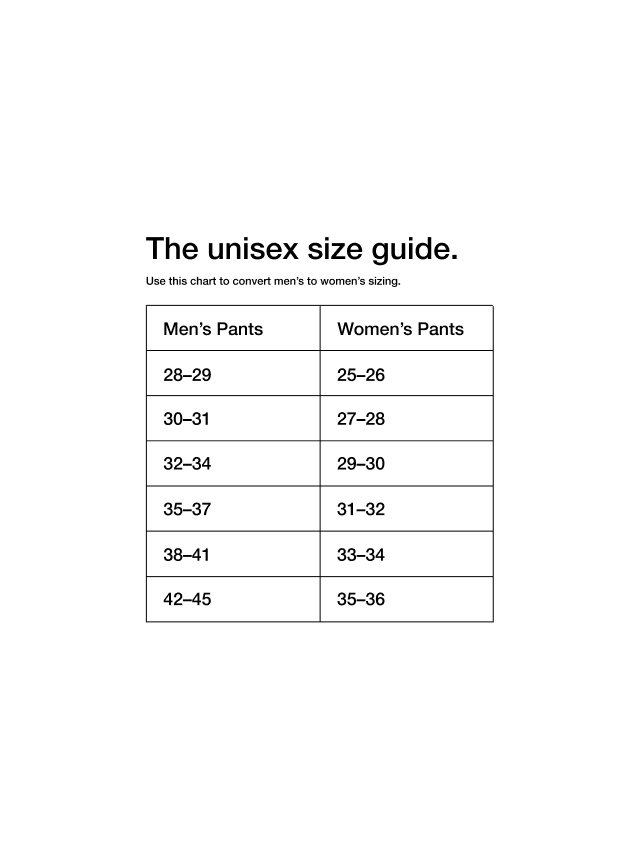 The unisex size guide.
Use this chart to convert men’s to women’s sizing.
Men’s Pants Women’s Pants
28–29 25–26
30–31 27–28
32–34 29–30
35–37 31–32
38–41 33–34
42–45 35–36